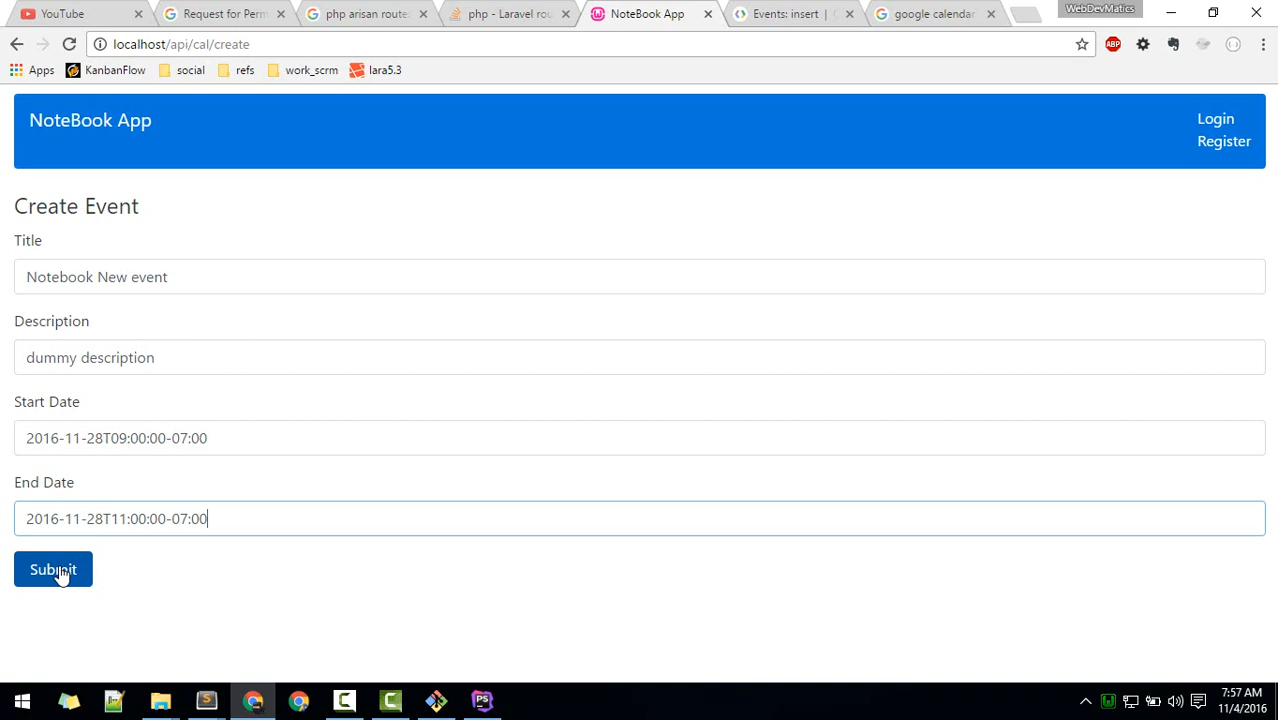 WebDevMatics
YouTube
Request for Perm
php arisan route
php - Laravel rou
NoteBook App
Events: insert | G
google calendar
localhost/api/cal/create
ABP
Apps
KanbanFlow
social
refs
work_scrm
lara5.3
NoteBook App
Login
Register
Create Event
Title
Notebook New event
Description
dummy description
Start Date
2016-11-28T09:00:00-07:00
End Date
2016-11-28T11:00:00-07:00
Submit
7:57 AM
11/4/2016